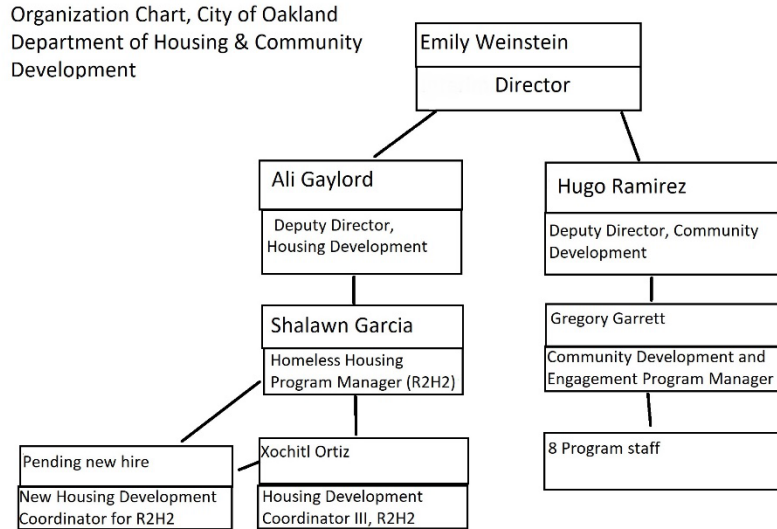 Organization Chart, City of Oakland
Department of Housing & Community
Development
Emily Weinstein
Director
Ali Gaylord
Deputy Director,
Housing Development
Hugo Ramirez
Deputy Director, Community
Development
Shalawn Garcia
Homeless Housing
Program Manager (R2H2)
Gregory Garrett
Community Development and
Engagement Program Manager
Pending new hire
New Housing Development
Coordinator for R2H2
Xochitl Ortiz
Housing Development
Coordinator III, R2H2
8 Program staff